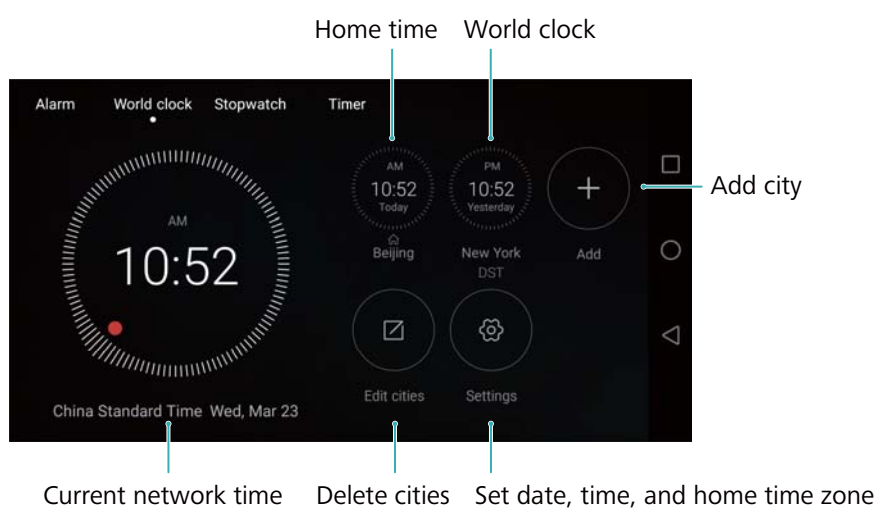 Home time World clock
Alarm World clock Stopwatch Timer
AM
10:52
AM
10:52
Today
Beijing
PM
10:52
Yesterday
New York
DST
Add
Add city
Edit cities
Settings
China Standard Time Wed, Mar 23
Current network time Delete cities Set date, time, and home time zone